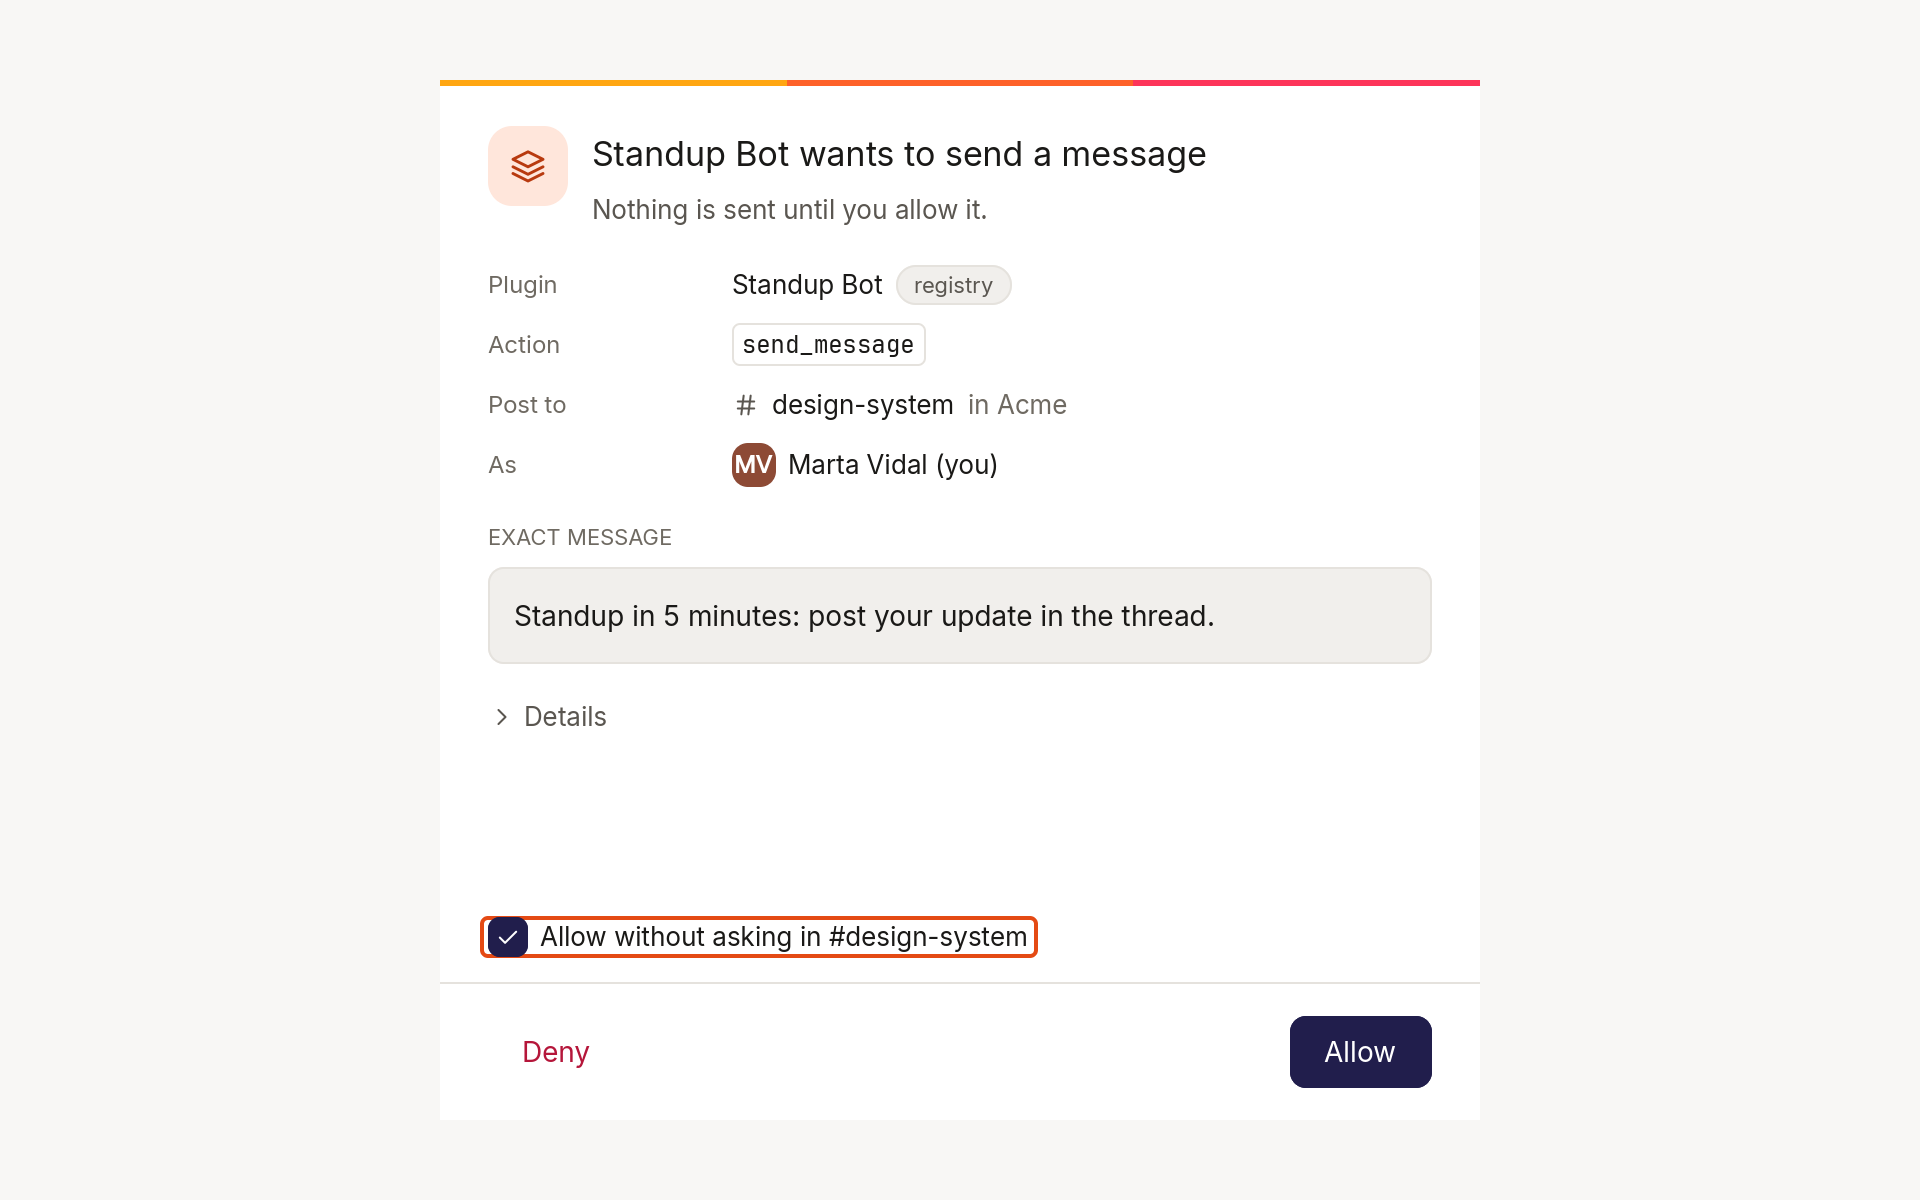 Standup Bot wants to send a message
Nothing is sent until you allow it.
Plugin Standup Bot registry
Action send_message
Post to # design-system in Acme
As MV Marta Vidal (you)
EXACT MESSAGE
Standup in 5 minutes: post your update in the thread.
Details
Allow without asking in #design-system
Deny Allow